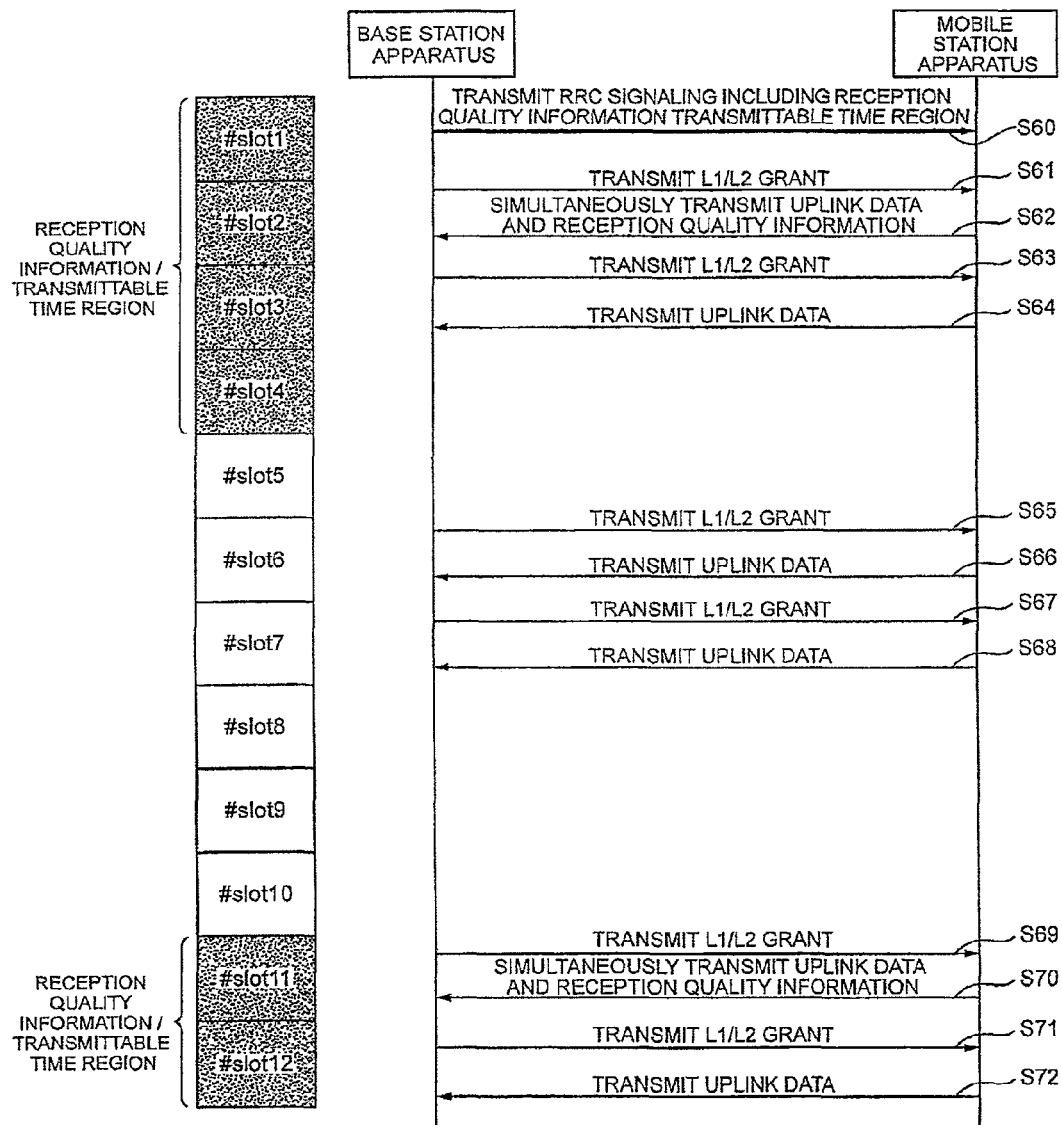 BASE STATION
APPARATUS
MOBILE
STATION
APPARATUS
TRANSMIT RRC SIGNALING INCLUDING RECEPTION
QUALITY INFORMATION TRANSMITTABLE TIME REGION
S60
#slot1
TRANSMIT L1/L2 GRANT
S61
#slot2
SIMULTANEOUSLY TRANSMIT UPLINK DATA
AND RECEPTION QUALITY INFORMATION
S62
RECEPTION
QUALITY
INFORMATION /
TRANSMITTABLE
TIME REGION
TRANSMIT L1/L2 GRANT
S63
#slot3
TRANSMIT UPLINK DATA
S64
#slot4
#slot5
TRANSMIT L1/L2 GRANT
S65
#slot6
TRANSMIT UPLINK DATA
S66
TRANSMIT L1/L2 GRANT
S67
#slot7
TRANSMIT UPLINK DATA
S68
#slot8
#slot9
#slot10
TRANSMIT L1/L2 GRANT
S69
#slot11
SIMULTANEOUSLY TRANSMIT UPLINK DATA
AND RECEPTION QUALITY INFORMATION
S70
RECEPTION
QUALITY
INFORMATION /
TRANSMITTABLE
TIME REGION
TRANSMIT L1/L2 GRANT
S71
#slot12
TRANSMIT UPLINK DATA
S72